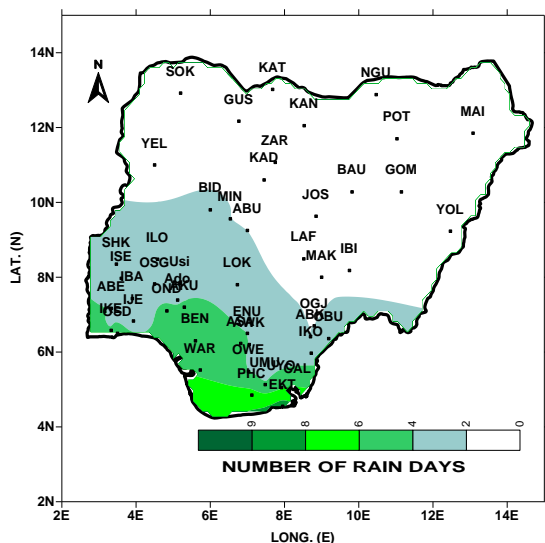 14N
12N
10N
8N
6N
4N
2N
LAT. (N)
N
SOK
KAT
NGU
GUS
KAN
POT
MAI
ZAR
YEL
KAD
BAU
GOM
BID
MIN
JOS
ABU
YOL
SHK
ILO
LAF
ISE
IBI
MAK
OSG
Usi
LOK
IBA
Ado
ABE
AKU
OND
IJE
OGJ
IKE
OSD
BEN
ENU
ABK
OBU
AWK
IKO
WAR
OWE
UMU
UYO
CAL
PHC
EKT
9
8
6
4
2
0
NUMBER OF RAIN DAYS
2E
4E
6E
8E
10E
12E
14E
LONG. (E)